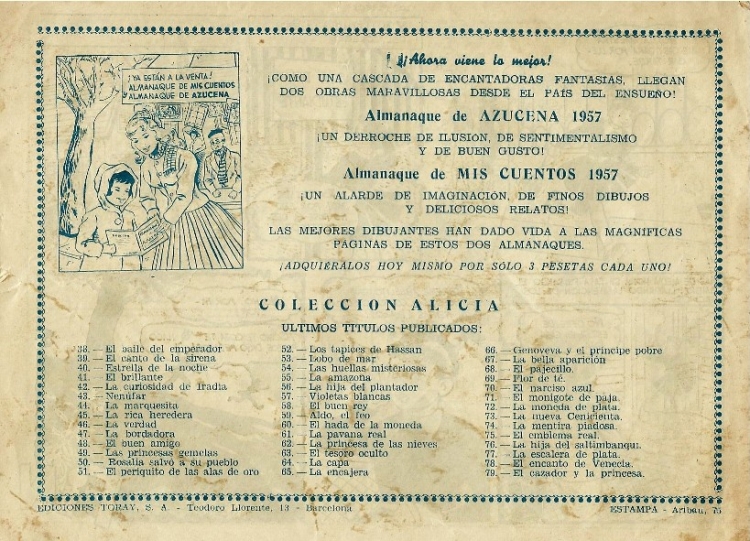 ¡YA ESTÁN A LA VENTA!
ALMANAQUE DE MIS CUENTOS
ALMANAQUE DE AZUCENA
¡Ahora viene lo mejor!
¡COMO UNA CASCADA DE ENCANTADORAS FANTASIAS, LLEGAN
DOS OBRAS MARAVILLOSAS DESDE EL PAÍS DEL ENSUEÑO!
Almanaque de AZUCENA 1957
¡UN DERROCHE DE ILUSION, DE SENTIMENTALISMO
Y DE BUEN GUSTO!
Almanaque de MIS CUENTOS 1957
¡UN ALARDE DE IMAGINACIÓN, DE FINOS DIBUJOS
Y DELICIOSOS RELATOS!
LAS MEJORES DIBUJANTES HAN DADO VIDA A LAS MAGNIFICAS
PAGINAS DE ESTOS DOS ALMANAQUES.
¡ADQUIÉRALOS HOY MISMO POR SÓLO 3 PESETAS CADA UNO!
COLECCION ALICIA
ULTIMOS TITULOS PUBLICADOS:
38. — El baile del emperador
39. — El canto de la sirena
40. — Estrella de la noche
41. — El brillante
42. — La curiosidad de Iradia
43. — Nenúfar
44. — La marquesita
45. — La rica heredera
46. — La verdad
47. — La bordadora
48. — El buen amigo
49. — Las princesas gemelas
50. — Rosalía salvó a su pueblo
51. — El periquito de las alas de oro
52. — Los tapices de Hassan
53. — Lobo de mar
54. — Las huellas misteriosas
55. — La amazona
56. — La hija del plantador
57. — Violetas blancas
58. — El buen rey
59. — Aldo, el feo
60. — El hada de la moneda
61. — La pavana real
62. — La princesa de las nieves
63. — El tesoro oculto
64. — La capa
65. — La encajera
66. — Genoveva y el príncipe pobre
67. — La bella aparición
68. — El pajecillo.
69. — Flor de té.
70. — El narciso azul.
71. — El monigote de paja.
72. — La moneda de plata.
73. — La nueva Cenicienta.
74. — La mentira piadosa.
75. — El emblema real.
76. — La hija del saltimbanqui.
77. — La escalera de plata.
78. — El encanto de Venecia.
79. — El cazador y la princesa.
EDICIONES TORAY, S. A. - Teodoro Llorente, 13 - Barcelona
ESTAMPA - Aribau, 75